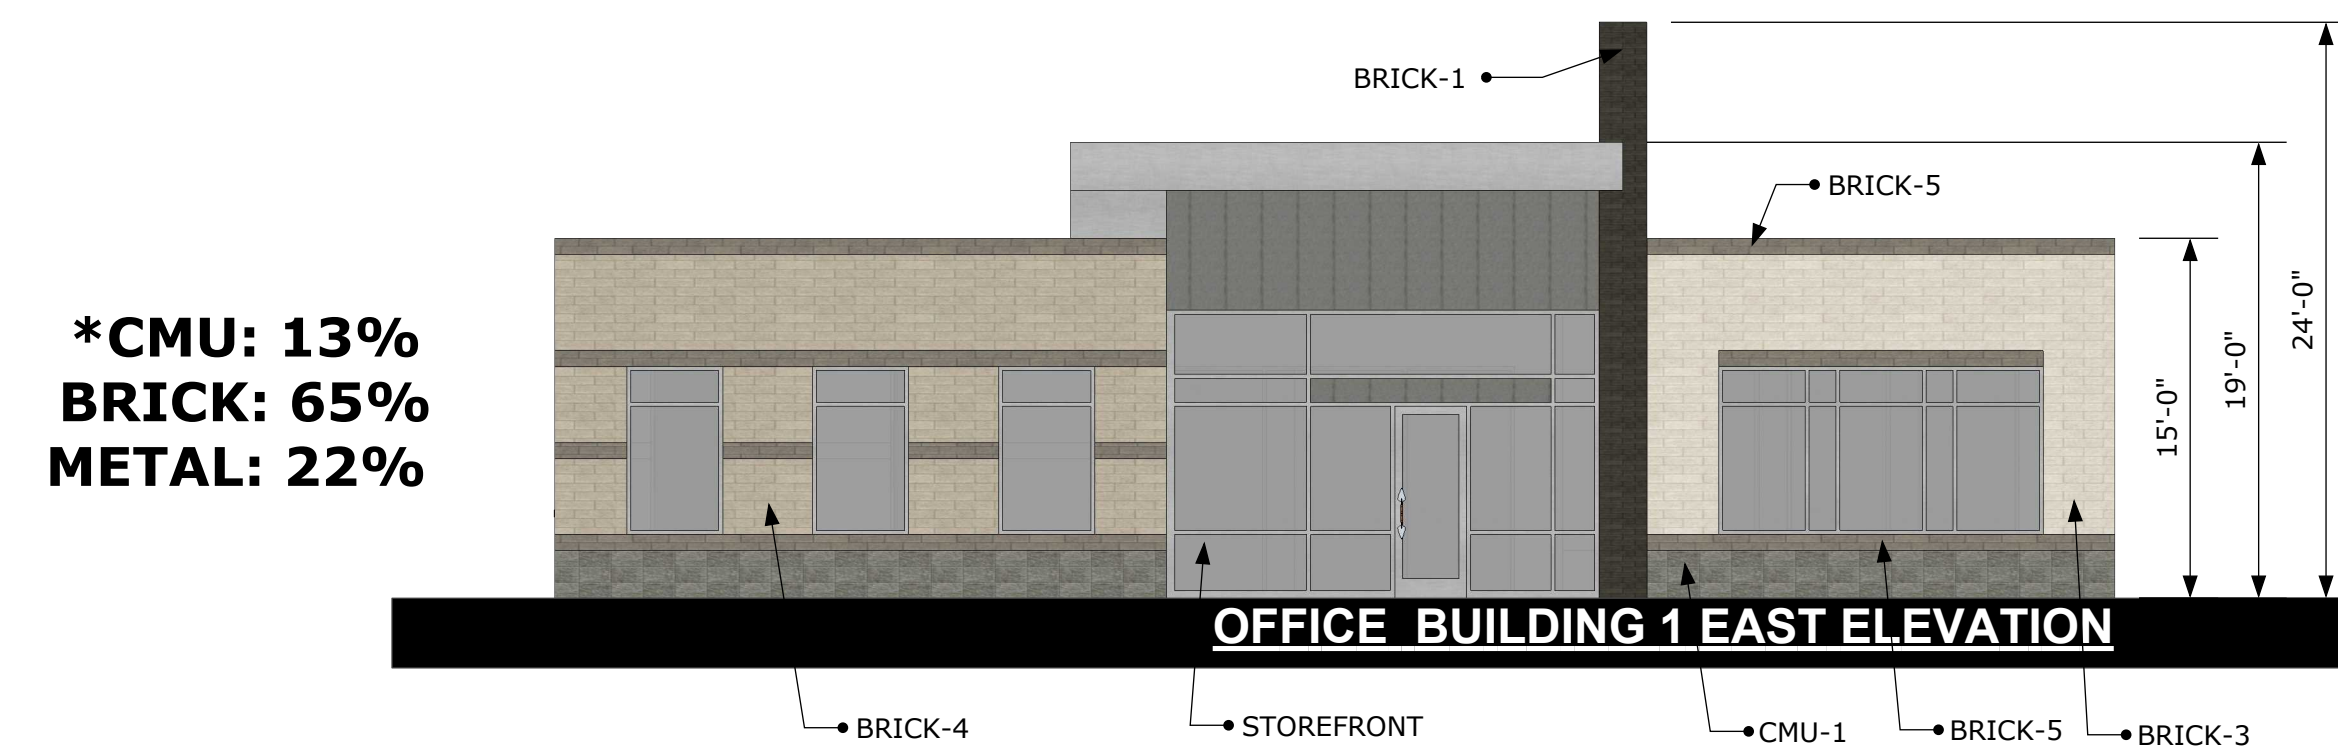 BRICK-1
BRICK-5
24'-0"
19'-0"
15'-0"
*CMU: 13%
BRICK: 65%
METAL: 22%
OFFICE BUILDING 1 EAST ELEVATION
BRICK-4
STOREFRONT
CMU-1
BRICK-5
BRICK-3